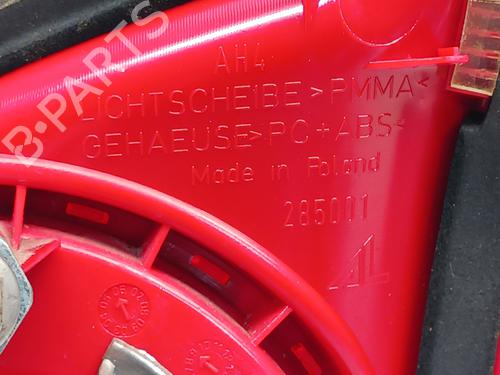 AH4
LICHTSCHEIBE >PMMA<
GEHAEUSE>PC+ABS<
Made in Poland
285001
AL
B-PARTS